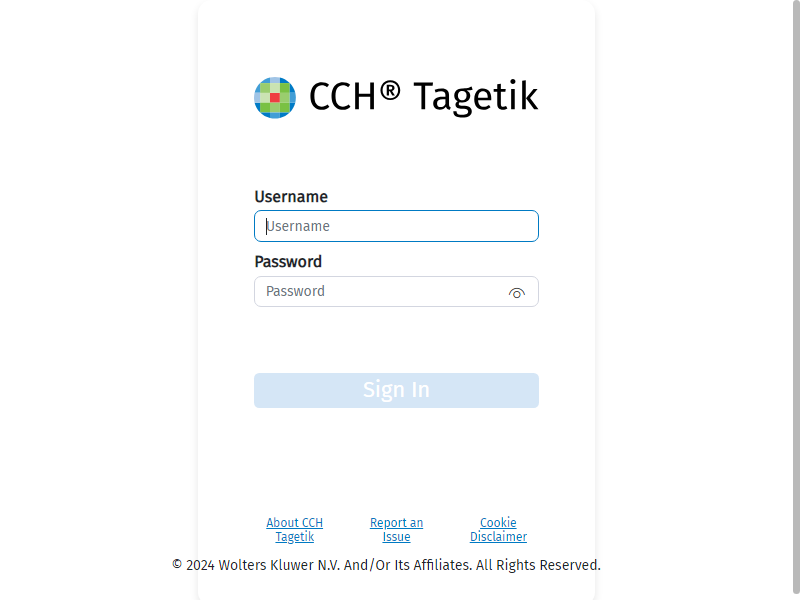 CCH® Tagetik
Username
Username
Password
Password
Sign In
About CCH
Tagetik
Report an
Issue
Cookie
Disclaimer
© 2024 Wolters Kluwer N.V. And/Or Its Affiliates. All Rights Reserved.